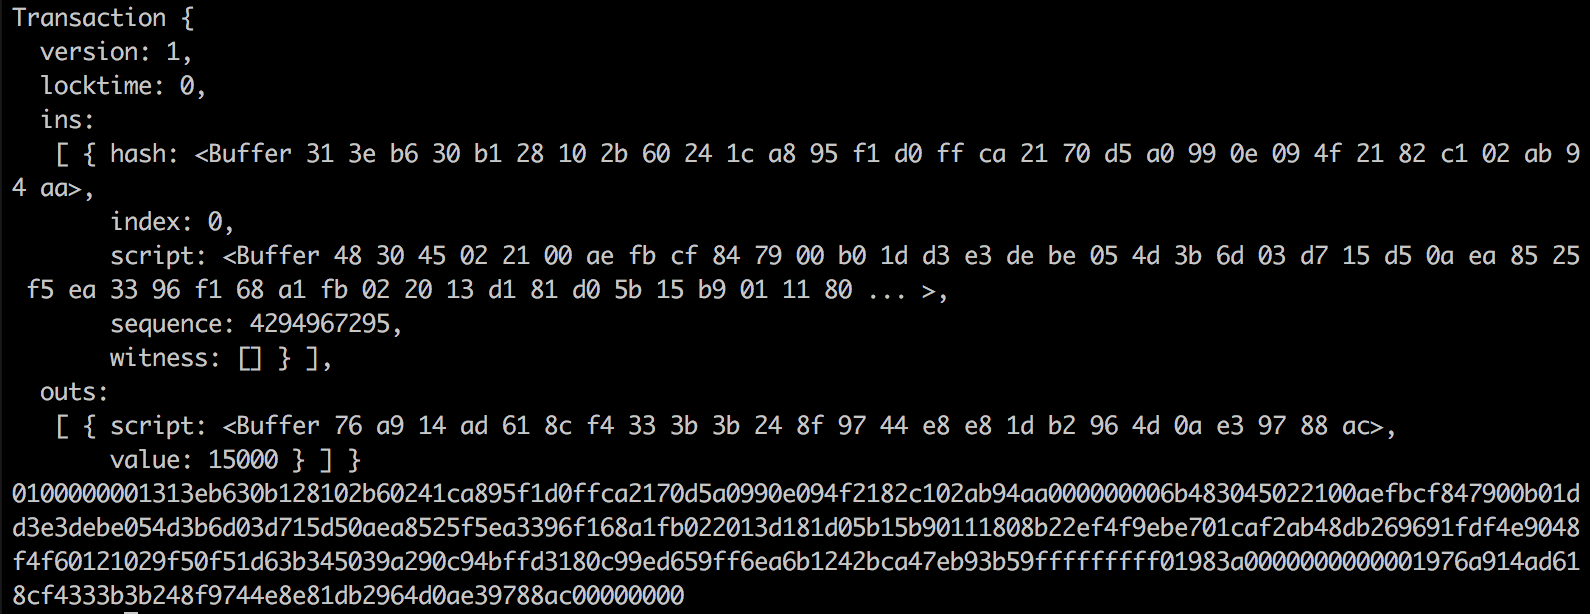 Transaction {
  version: 1,
  locktime: 0,
  ins:
   [ { hash: <Buffer 31 3e b6 30 b1 28 10 2b 60 24 1c a8 95 f1 d0 ff ca 21 70 d5 a0 99 0e 09 4f 21 82 c1 02 ab 9
4 aa>,
       index: 0,
       script: <Buffer 48 30 45 02 21 00 ae fb cf 84 79 00 b0 1d d3 e3 de be 05 4d 3b 6d 03 d7 15 d5 0a ea 85 25
 f5 ea 33 96 f1 68 a1 fb 02 20 13 d1 81 d0 5b 15 b9 01 11 80 ... >,
       sequence: 4294967295,
       witness: [] } ],
  outs:
   [ { script: <Buffer 76 a9 14 ad 61 8c f4 33 3b 3b 24 8f 97 44 e8 e8 1d b2 96 4d 0a e3 97 88 ac>,
       value: 15000 } ] }
0100000001313eb630b128102b60241ca895f1d0ffca2170d5a0990e094f2182c102ab94aa000000006b483045022100aefbcf847900b01d
d3e3debe054d3b6d03d715d50aea8525f5ea3396f168a1fb022013d181d05b15b90111808b22ef4f9ebe701caf2ab48db269691fdf4e9048
f4f60121029f50f51d63b345039a290c94bffd3180c99ed659ff6ea6b1242bca47eb93b59fffffffff01983a0000000000001976a914ad61
8cf4333b3b248f9744e8e81db2964d0ae39788ac00000000